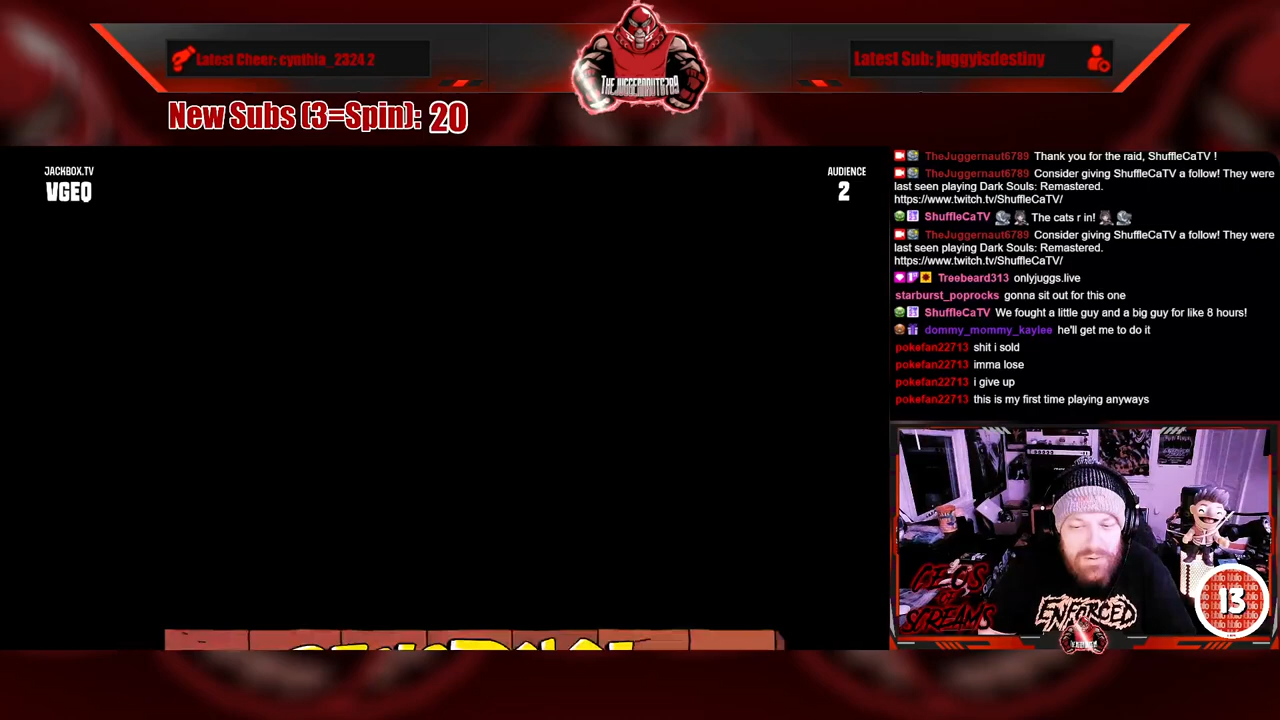 Latest Cheer: cynthia_2324 2
THEJUGGERNAUT6789
Latest Sub: juggyisdestiny
New Subs (3=Spin): 20
JACKBOX.TV
VGEQ
AUDIENCE
2
TheJuggernaut6789 Thank you for the raid, ShuffleCaTV !
TheJuggernaut6789 Consider giving ShuffleCaTV a follow! They were
last seen playing Dark Souls: Remastered.
https://www.twitch.tv/ShuffleCaTV/
ShuffleCaTV The cats r in!
TheJuggernaut6789 Consider giving ShuffleCaTV a follow! They were
last seen playing Dark Souls: Remastered.
https://www.twitch.tv/ShuffleCaTV/
Treebeard313 onlyjuggs.live
starburst_poprocks gonna sit out for this one
ShuffleCaTV We fought a little guy and a big guy for like 8 hours!
dommy_mommy_kaylee he'll get me to do it
pokefan22713 shit i sold
pokefan22713 imma lose
pokefan22713 i give up
pokefan22713 this is my first time playing anyways
SCREAMS
ENFORCED
13